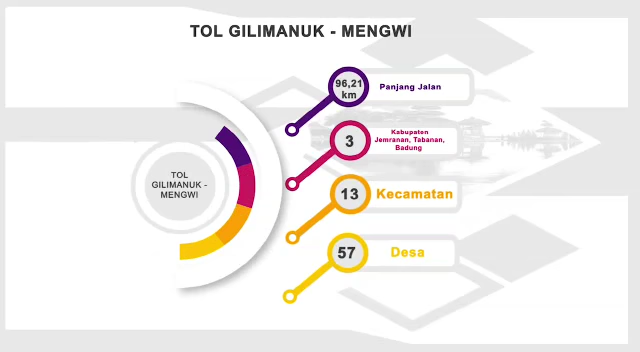 TOL GILIMANUK - MENGWI
96,21
km
Panjang Jalan
3
Kabupaten
Jemranan, Tabanan,
Badung
TOL
GILIMANUK -
MENGWI
13
Kecamatan
57
Desa